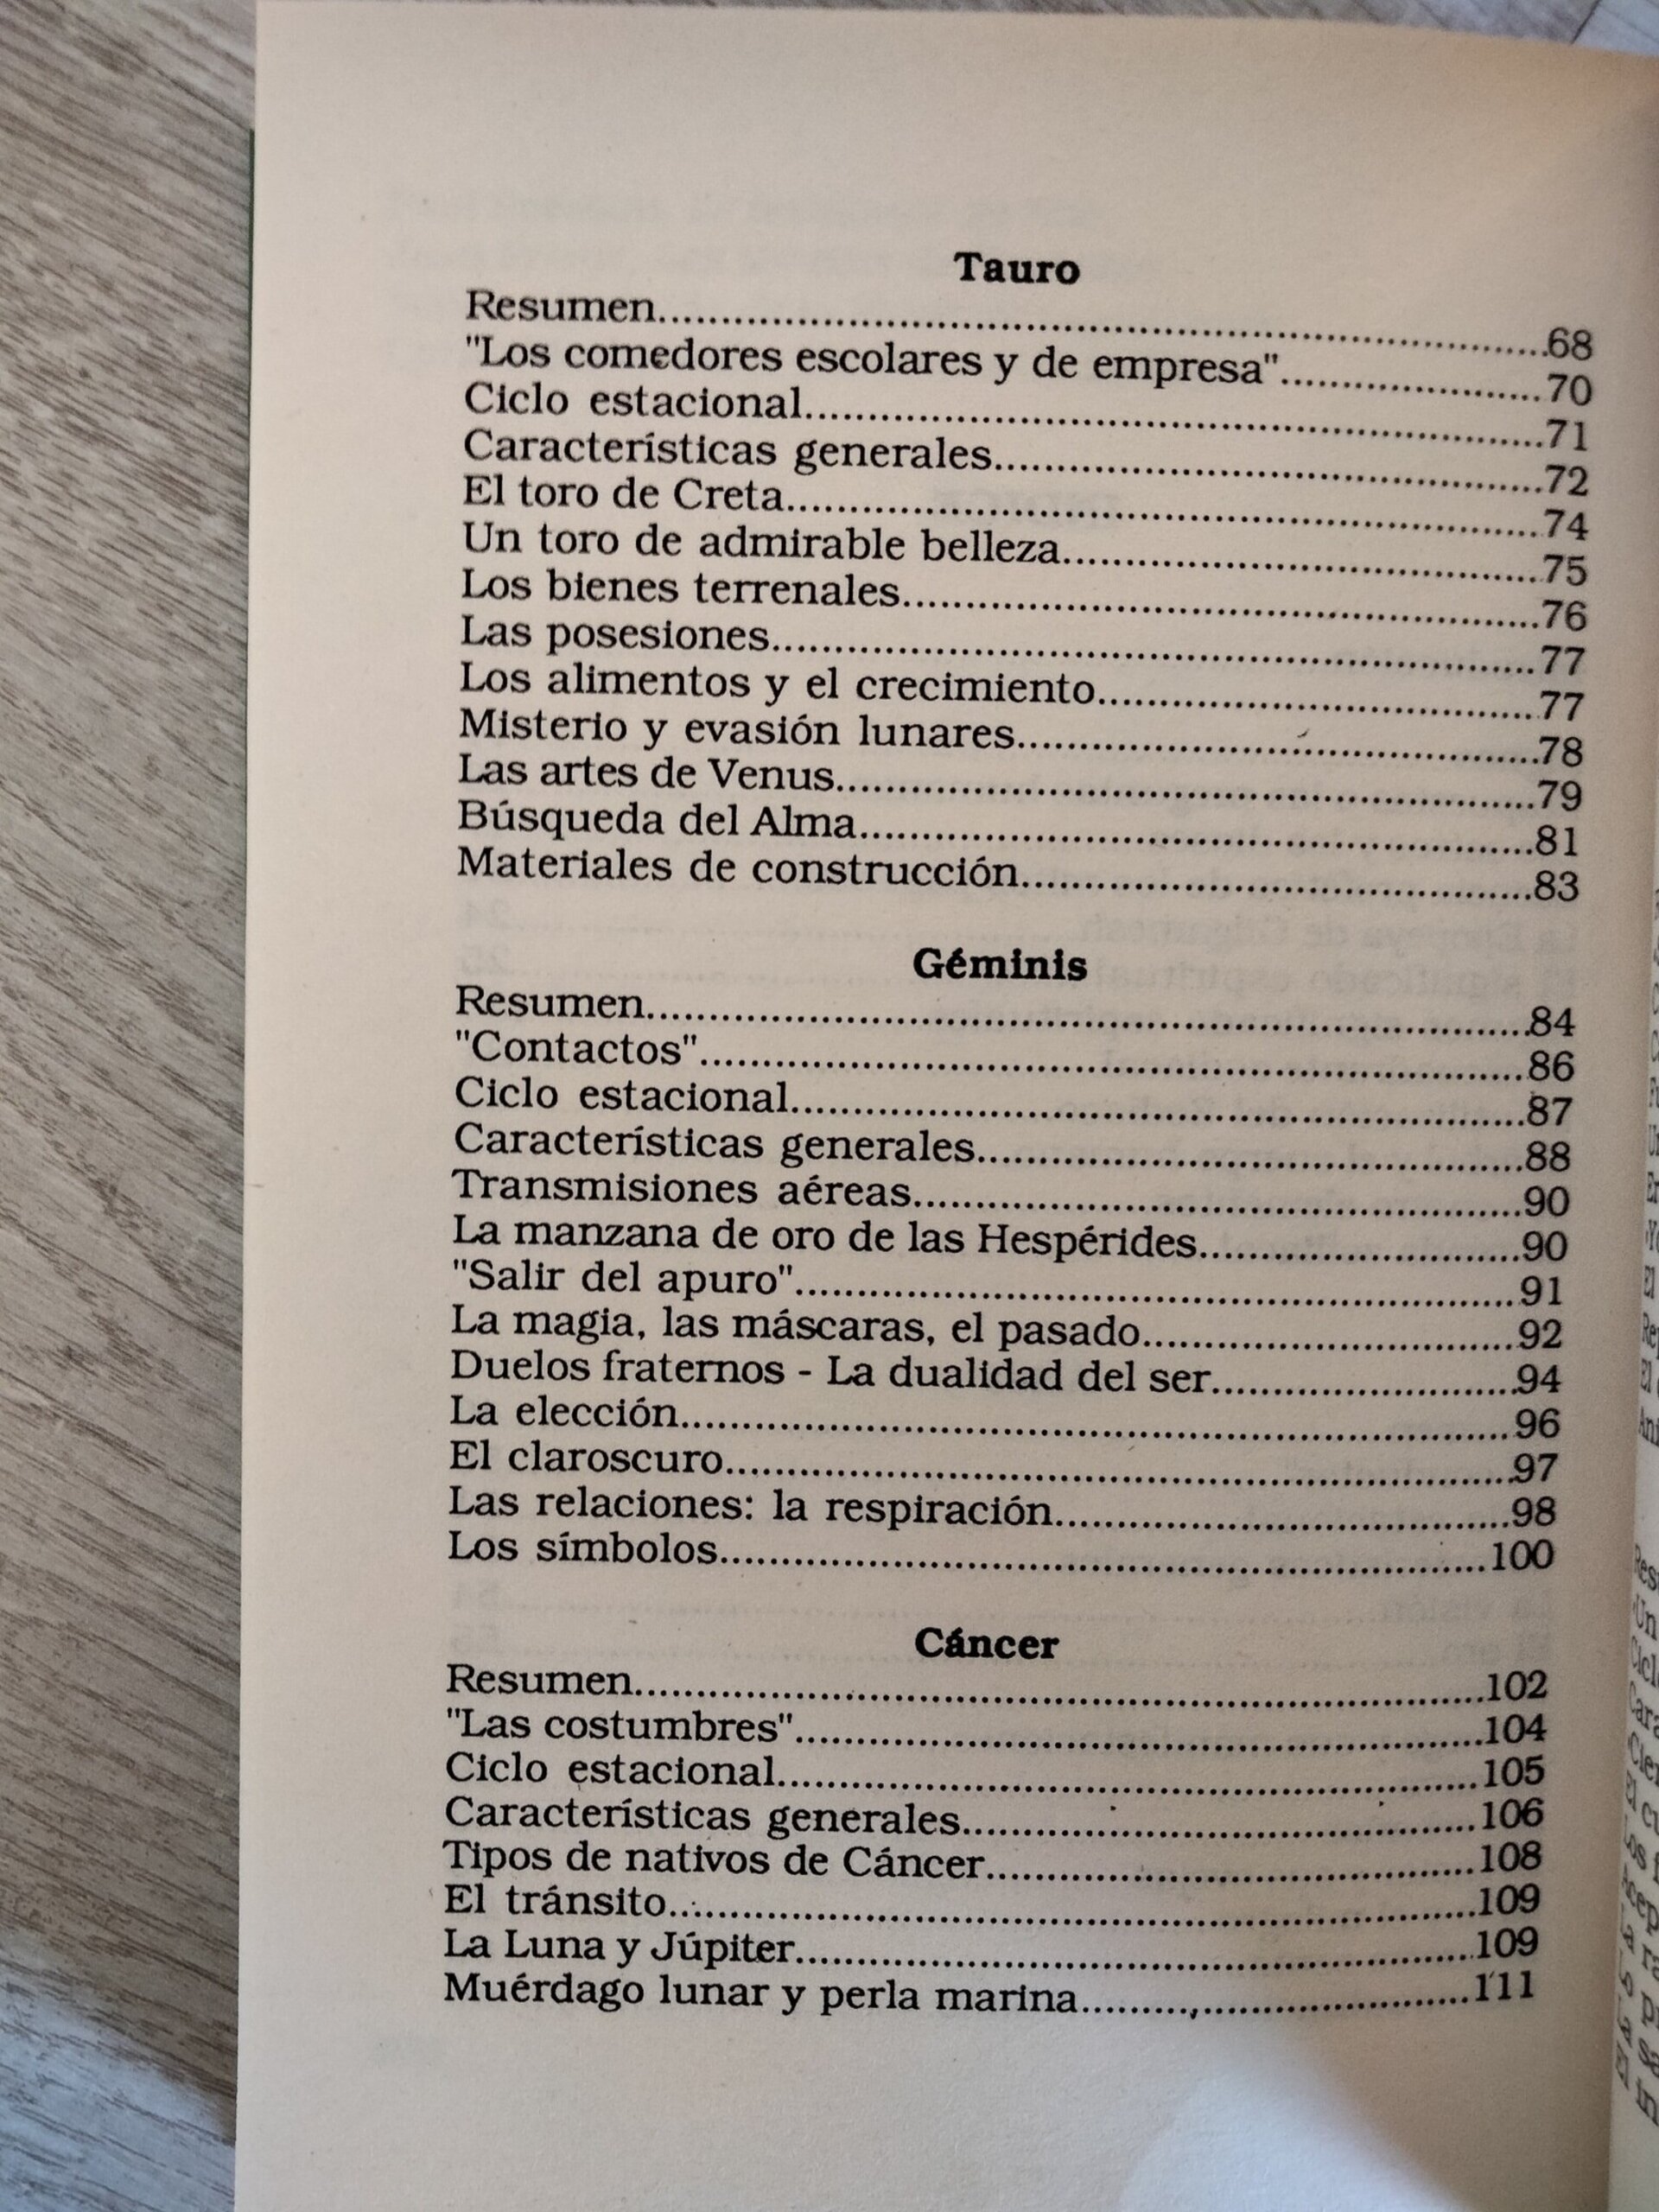 Tauro
Resumen........................................................................68
"Los comedores escolares y de empresa".....................70
Ciclo estacional............................................................71
Características generales............................................72
El toro de Creta.............................................................74
Un toro de admirable belleza......................................75
Los bienes terrenales...................................................76
Las posesiones..............................................................77
Los alimentos y el crecimiento...................................77
Misterio y evasión lunares..........................................78
Las artes de Venus........................................................79
Búsqueda del Alma......................................................81
Materiales de construcción.........................................83
Géminis
Resumen.......................................................................84
"Contactos"..................................................................86
Ciclo estacional...........................................................87
Características generales............................................88
Transmisiones aéreas.................................................90
La manzana de oro de las Hespérides..........................90
"Salir del apuro"..........................................................91
La magia, las máscaras, el pasado..............................92
Duelos fraternos - La dualidad del ser.........................94
La elección...................................................................96
El claroscuro...............................................................97
Las relaciones: la respiración.....................................98
Los símbolos..............................................................100
Cáncer
Resumen.....................................................................102
"Las costumbres".......................................................104
Ciclo estacional.........................................................105
Características generales..........................................106
Tipos de nativos de Cáncer........................................108
El tránsito..................................................................109
La Luna y Júpiter.......................................................109
Muérdago lunar y perla marina................................111